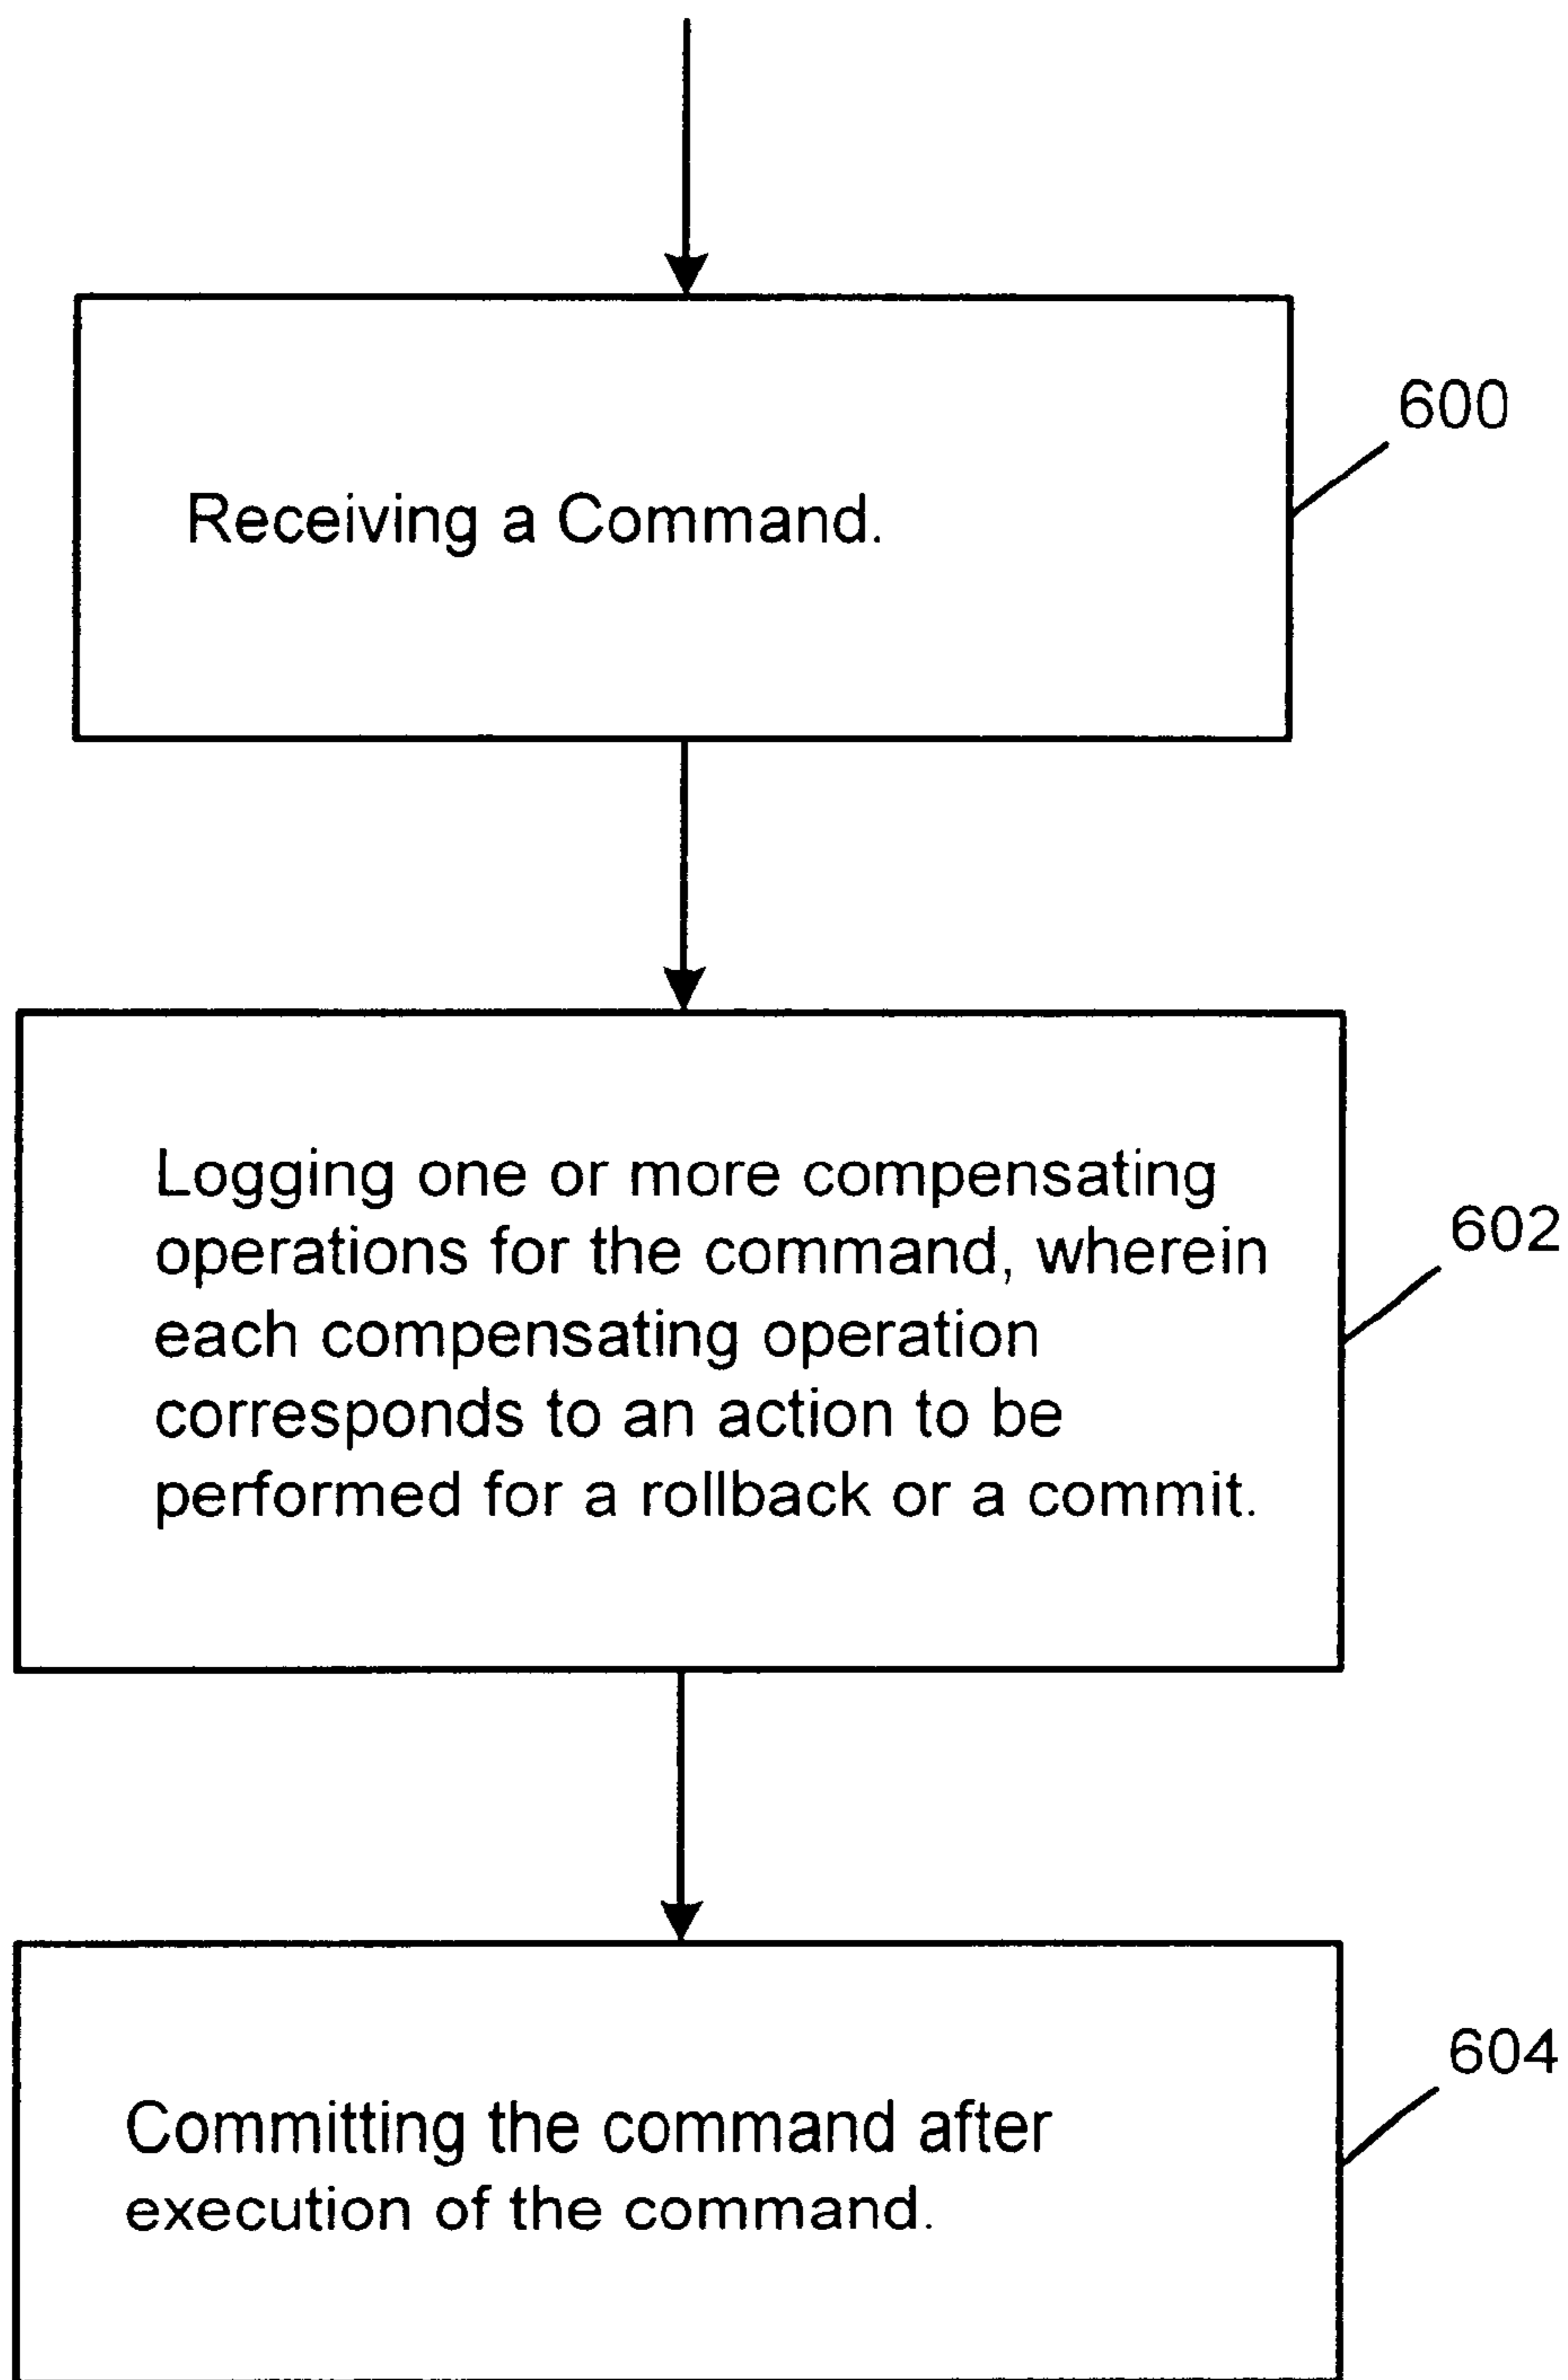 600
Receiving a Command.
Logging one or more compensating
operations for the command, wherein
each compensating operation
corresponds to an action to be
performed for a rollback or a commit.
602
Committing the command after
execution of the command.
604